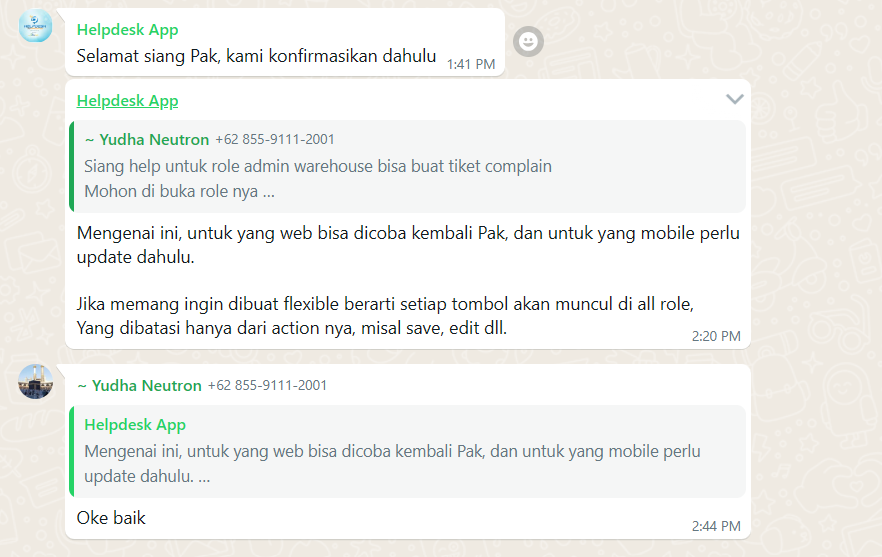 Helpdesk App
Selamat siang Pak, kami konfirmasikan dahulu
1:41 PM
Helpdesk App
~ Yudha Neutron +62 855-9111-2001
Siang help untuk role admin warehouse bisa buat tiket complain
Mohon di buka role nya ...
Mengenai ini, untuk yang web bisa dicoba kembali Pak, dan untuk yang mobile perlu
update dahulu.
Jika memang ingin dibuat flexible berarti setiap tombol akan muncul di all role,
Yang dibatasi hanya dari action nya, misal save, edit dll.
2:20 PM
~ Yudha Neutron +62 855-9111-2001
Helpdesk App
Mengenai ini, untuk yang web bisa dicoba kembali Pak, dan untuk yang mobile perlu
update dahulu. ...
Oke baik
2:44 PM